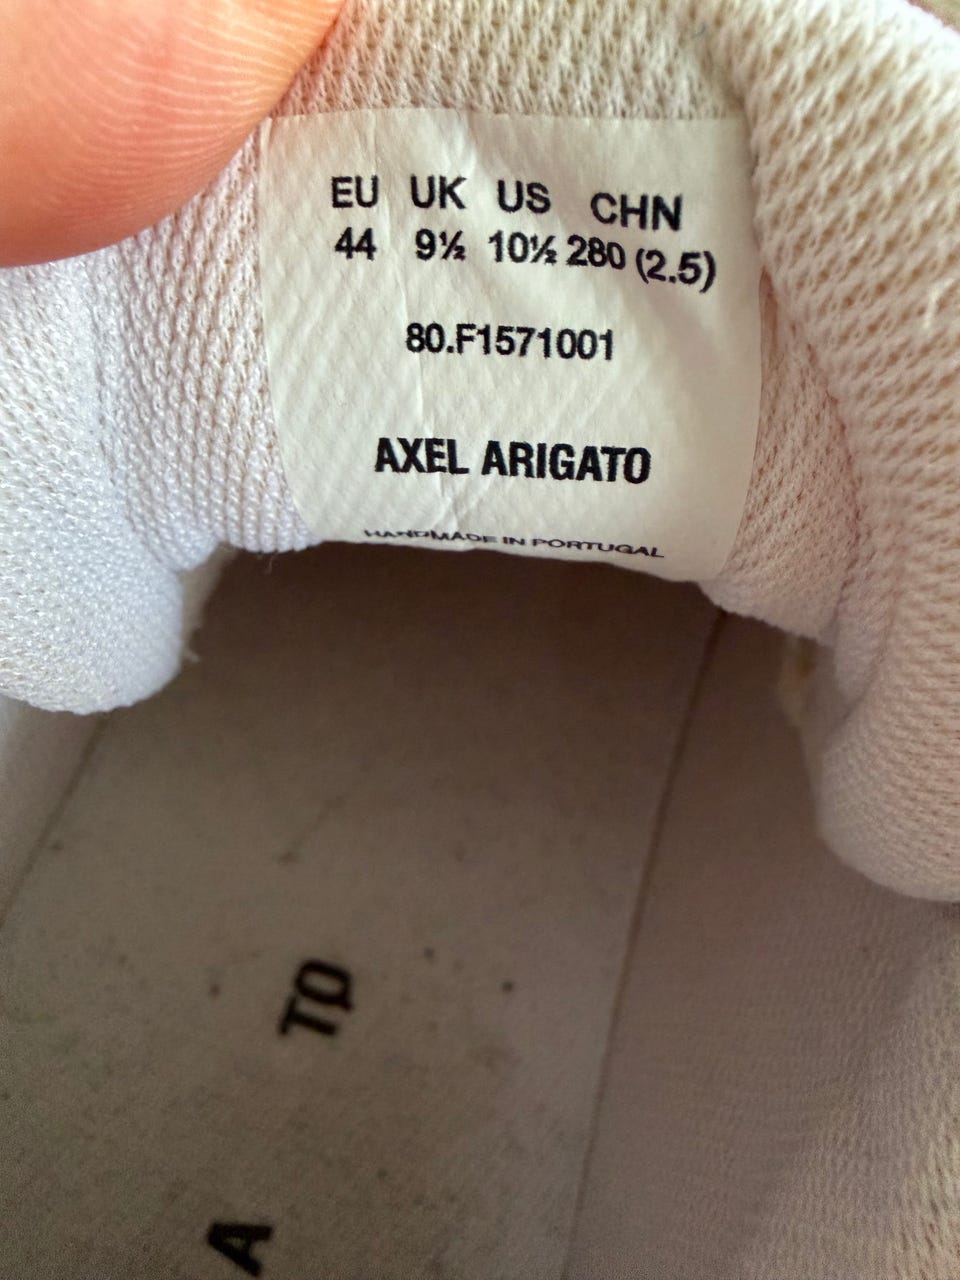 EU UK US CHN
44 9½ 10½ 280 (2.5)
80.F1571001
AXEL ARIGATO
HANDMADE IN PORTUGAL
TO
A